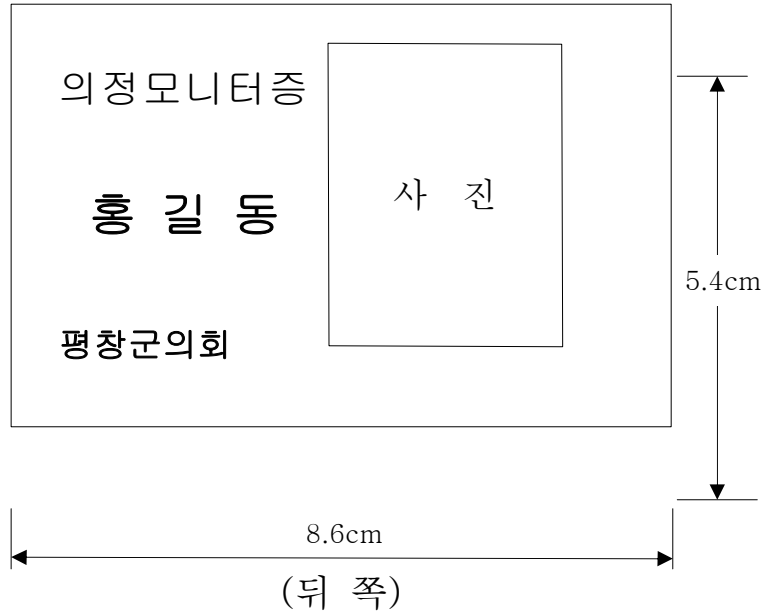 의정모니터증
사 진
홍 길 동
5.4cm
평창군의회
8.6cm
(뒤 쪽)